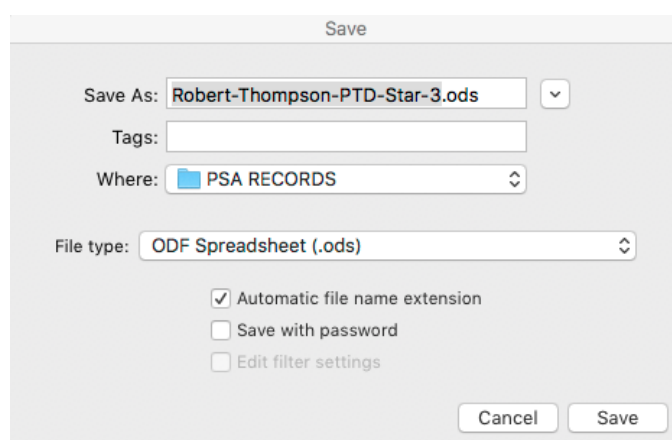 Save
Save As: Robert-Thompson-PTD-Star-3.ods
Tags:
Where: PSA RECORDS
File type: ODF Spreadsheet (.ods)
Automatic file name extension
Save with password
Edit filter settings
Cancel Save